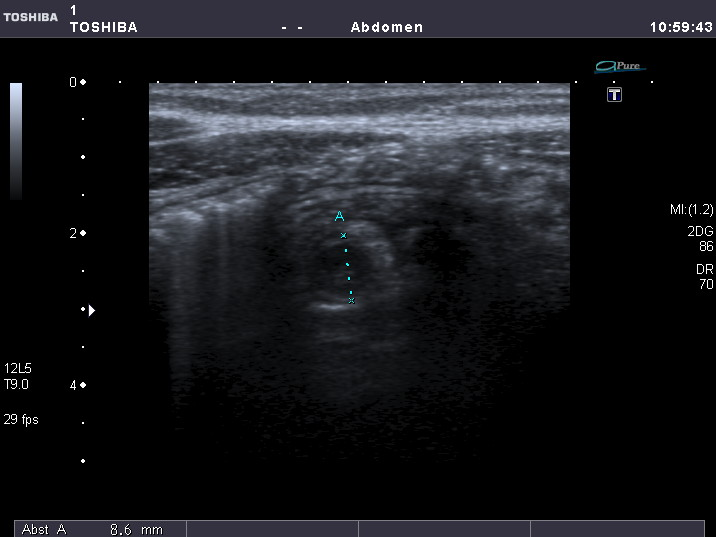 TOSHIBA
1
TOSHIBA - - Abdomen 10:59:43
aPure
0
T
A
2
MI:(1.2)
2DG
86
DR
70
12L5
T9.0
4
29 fps
Abst A 8.6 mm